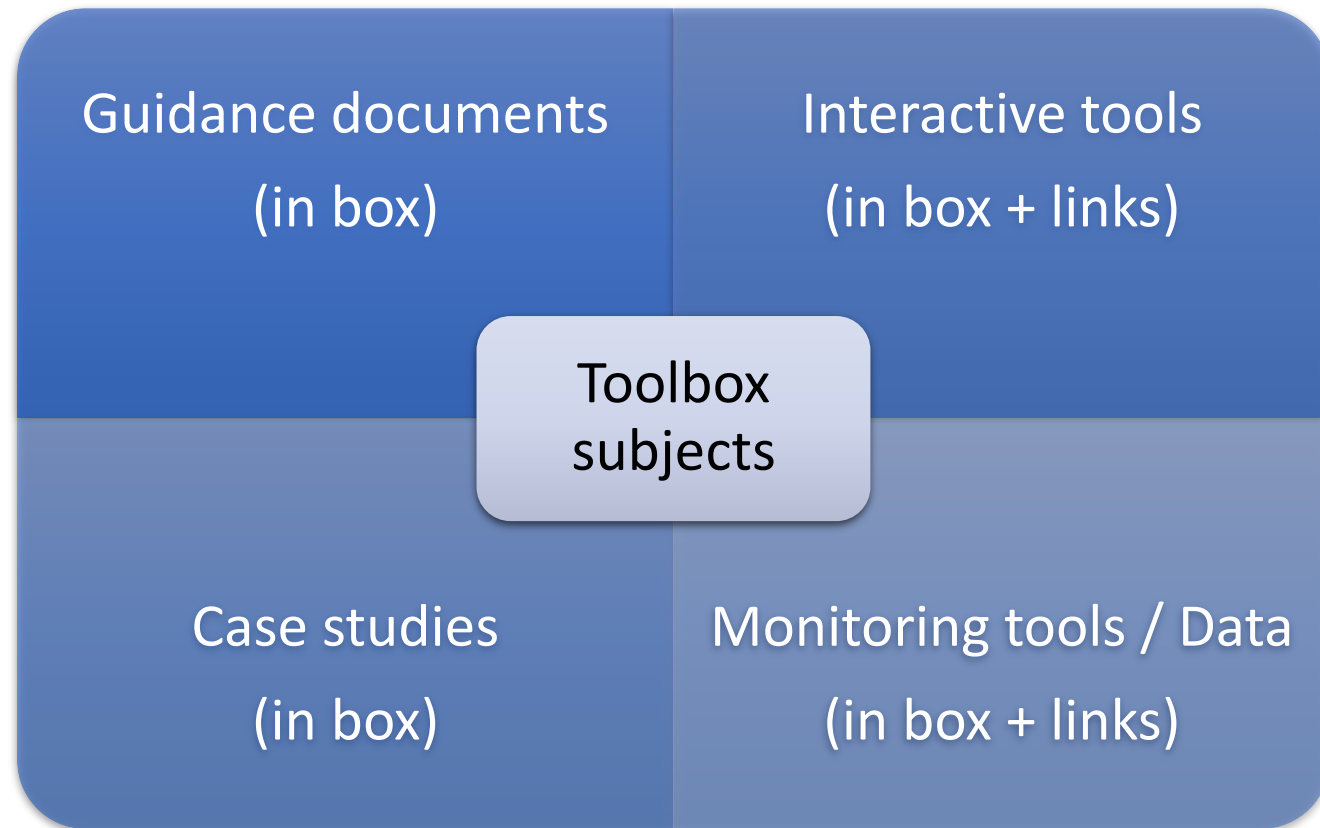 Guidance documents
(in box)
Interactive tools
(in box + links)
Toolbox
subjects
Case studies
(in box)
Monitoring tools / Data
(in box + links)